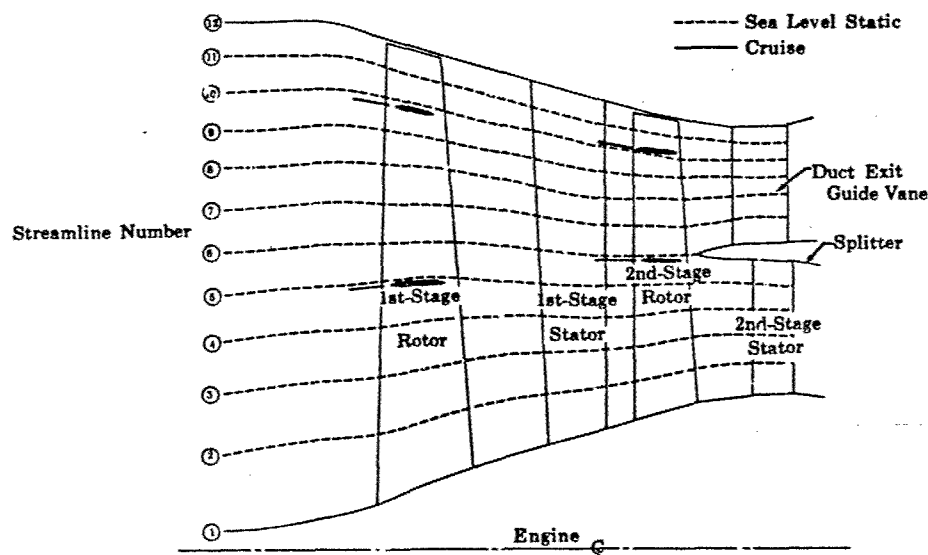 Sea Level Static
Cruise
12
11
10
9
8
7
6
5
4
3
2
1
Streamline Number
Duct Exit
Guide Vane
Splitter
1st-Stage
Rotor
1st-Stage
Stator
2nd-Stage
Rotor
2nd-Stage
Stator
Engine